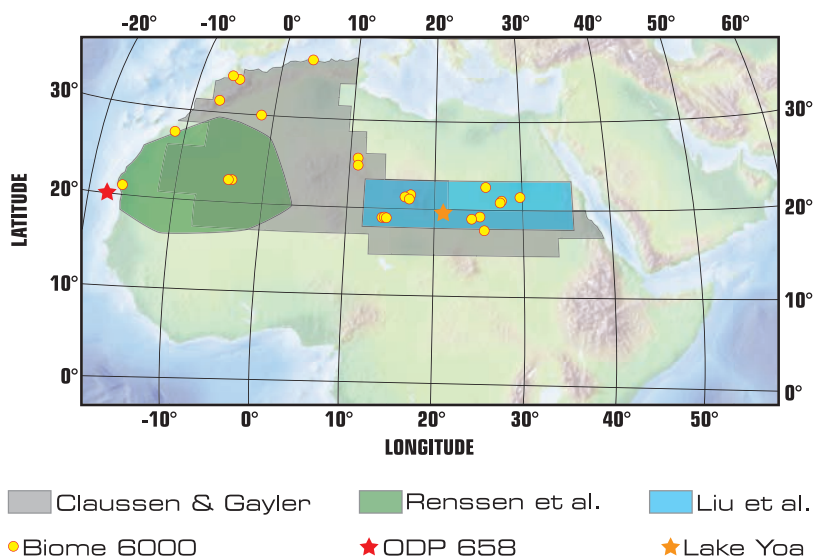 -20° -10° 0° 10° 20° 30° 40° 50° 60°
30° 30°
20° 20°
10° 10°
0° 0°
LATITUDE
-10° 0° 10° 20° 30° 40° 50°
LONGITUDE
Claussen & Gayler Renssen et al. Liu et al.
Biome 6000 ODP 658 Lake Yoa